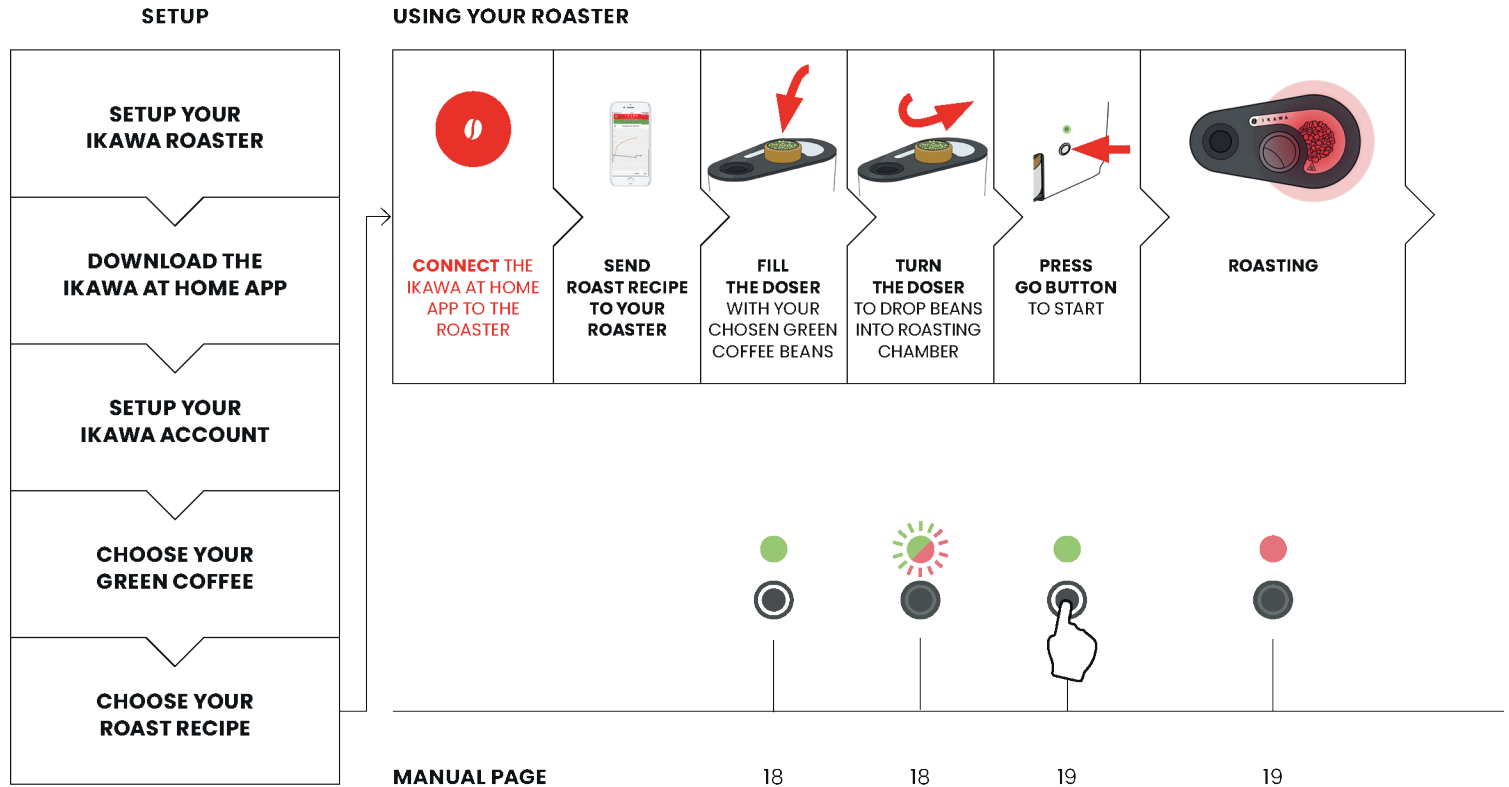 SETUP
SETUP YOUR
IKAWA ROASTER
DOWNLOAD THE
IKAWA AT HOME APP
SETUP YOUR
IKAWA ACCOUNT
CHOOSE YOUR
GREEN COFFEE
CHOOSE YOUR
ROAST RECIPE
USING YOUR ROASTER
CONNECT THE
IKAWA AT HOME
APP TO THE
ROASTER
SEND
ROAST RECIPE
TO YOUR
ROASTER
FILL
THE DOSER
WITH YOUR
CHOSEN GREEN
COFFEE BEANS
TURN
THE DOSER
TO DROP BEANS
INTO ROASTING
CHAMBER
PRESS
GO BUTTON
TO START
IKAWA
ROASTING
MANUAL PAGE
18
18
19
19